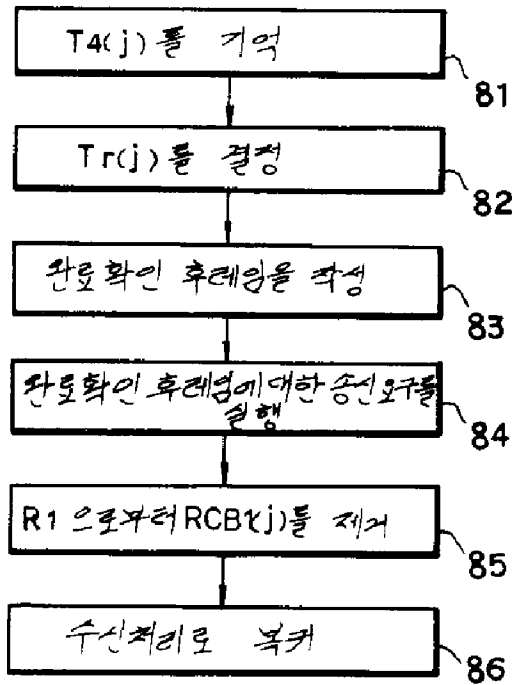 T4(j)를 기억
81
Tr(j)를 결정
82
완료확인 후레임을 작성
83
완료확인 후레임에 대한 송신요구를
실행
84
R1으로부터 RCB1(j)를 제거
85
수신처리로 복귀
86